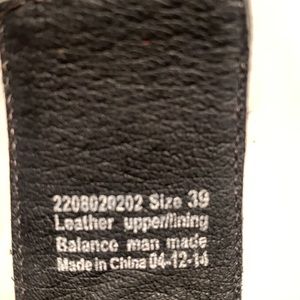 2208020202 Size 39
Leather upper/lining
Balance man made
Made in China 04-12-14